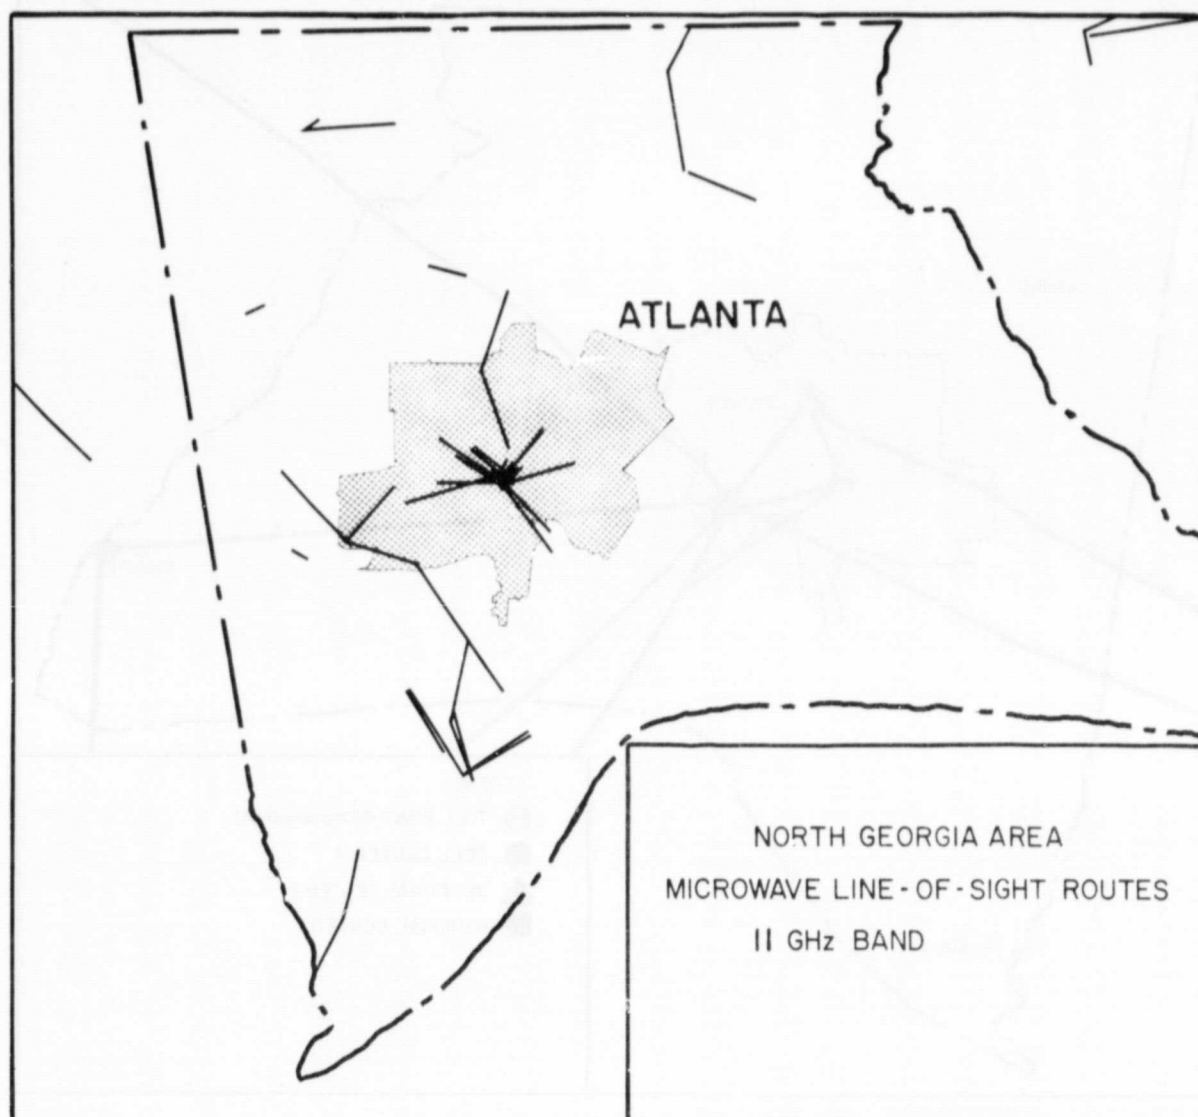 ATLANTA
NORTH GEORGIA AREA
MICROWAVE LINE-OF-SIGHT ROUTES
11 GHz BAND